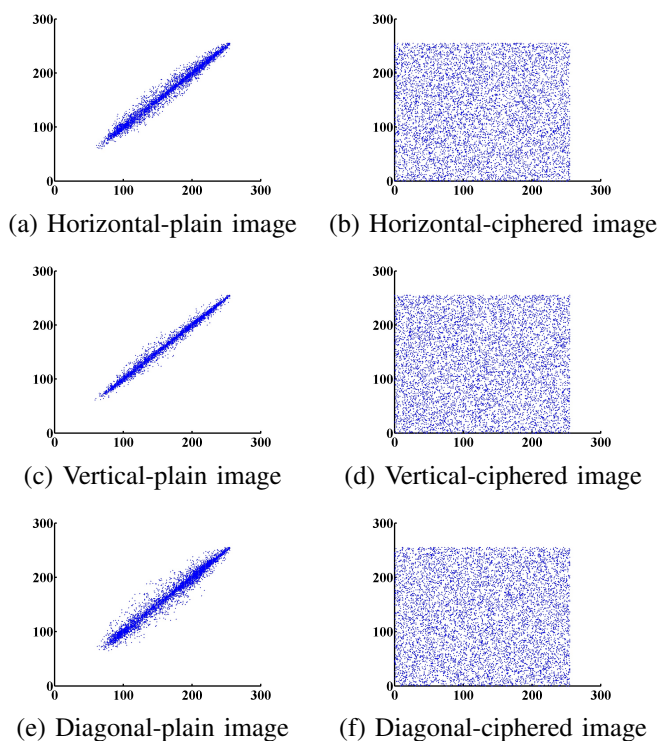 300
200
100
0
0 100 200 300
300
200
100
0
0 100 200 300
(a) Horizontal-plain image
(b) Horizontal-ciphered image
300
200
100
0
0 100 200 300
300
200
100
0
0 100 200 300
(c) Vertical-plain image
(d) Vertical-ciphered image
300
200
100
0
0 100 200 300
300
200
100
0
0 100 200 300
(e) Diagonal-plain image
(f) Diagonal-ciphered image